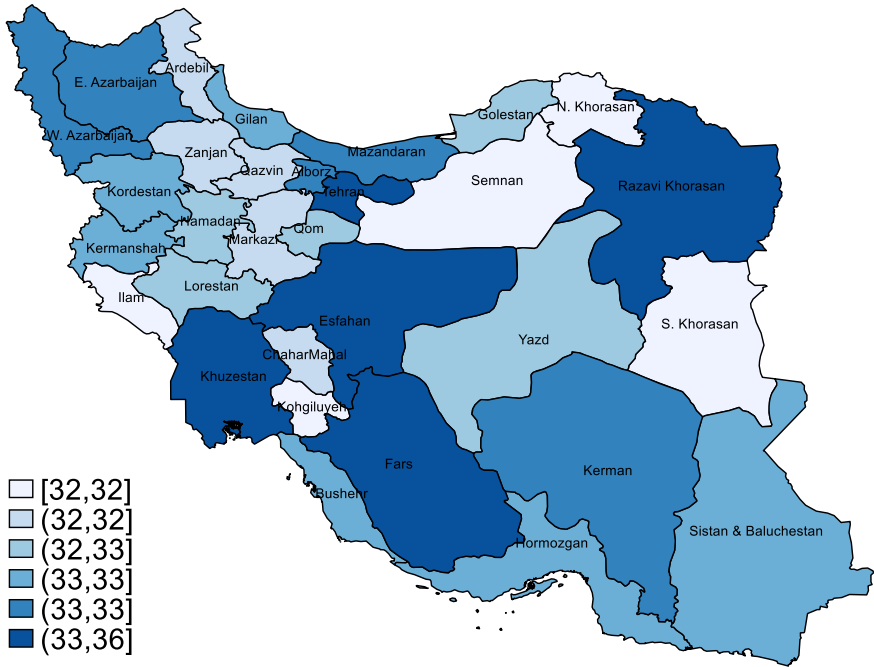 Ardebil
E. Azarbaijan
N. Khorasan
Golestan
Gilan
W. Azarbaijan
Mazandaran
Zanjan
Qazvin
Alborz
Semnan
Razavi Khorasan
Kordestan
Tehran
Hamadan
Qom
Markazi
Kermanshah
Lorestan
Ilam
Esfahan
S. Khorasan
Yazd
ChaharMahal
Khuzestan
Kohgiluyeh
Fars
Kerman
Bushehr
Sistan & Baluchestan
Hormozgan
[32,32]
(32,32]
(32,33]
(33,33]
(33,33]
(33,36]